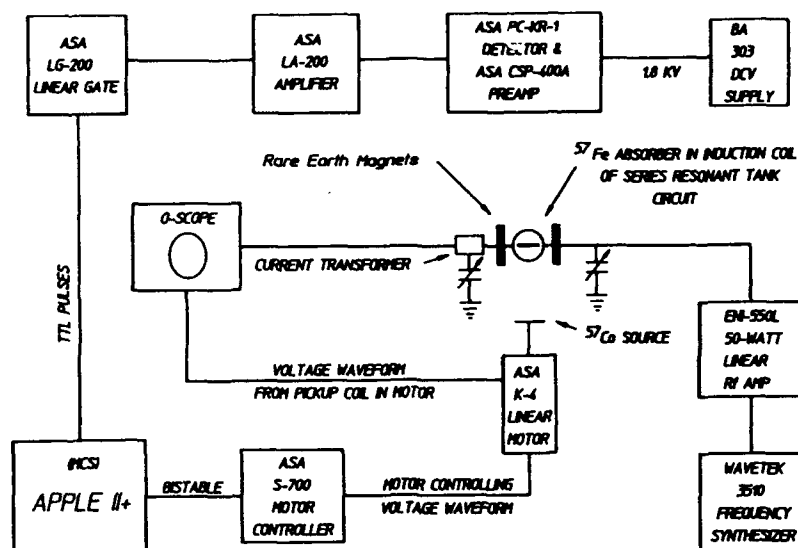 ASA
LG-200
LINEAR GATE
ASA
LA-200
AMPLIFIER
ASA PC-KR-1
DETECTOR &
ASA CSP-400A
PREAMP
1.8 KV
BA
303
DCV
SUPPLY
Rare Earth Magnets
57Fe ABSORBER IN INDUCTION COIL
OF SERIES RESONANT TANK
CIRCUIT
O-SCOPE
CURRENT TRANSFORMER
TTL PULSES
57Co SOURCE
ENI-550L
50-WATT
LINEAR
Rf AMP
VOLTAGE WAVEFORM
FROM PICKUP COIL IN MOTOR
ASA
K-4
LINEAR
MOTOR
(MCS)
APPLE II+
BISTABLE
ASA
S-700
MOTOR
CONTROLLER
MOTOR CONTROLLING
VOLTAGE WAVEFORM
WAVETEK
3510
FREQUENCY
SYNTHESIZER